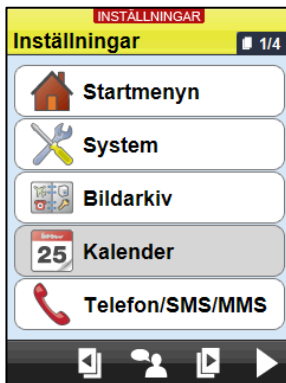 INSTÄLLNINGAR
Inställningar
1/4
Startmenyn
System
Bildarkiv
25 Kalender
Telefon/SMS/MMS